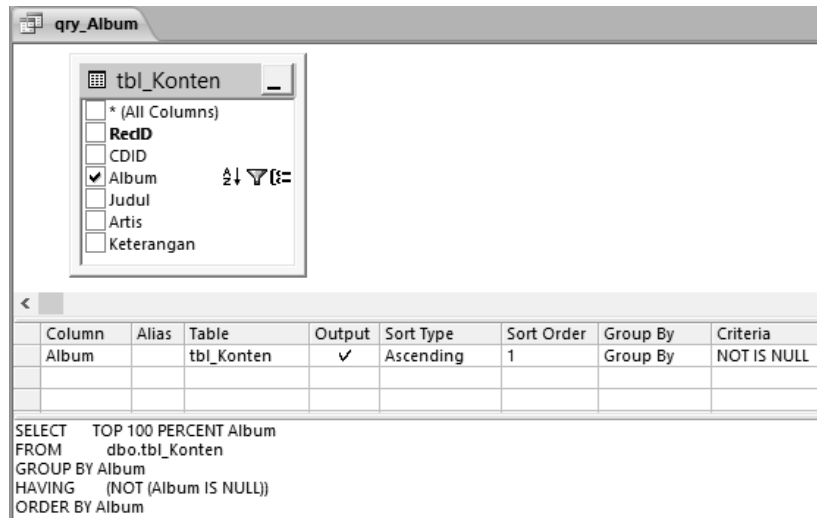 qry_Album
tbl_Konten
* (All Columns)
RecID
CDID
Album
Judul
Artis
Keterangan
Column Alias Table Output Sort Type Sort Order Group By Criteria
Album tbl_Konten Ascending 1 Group By NOT IS NULL
SELECT TOP 100 PERCENT Album
FROM dbo.tbl_Konten
GROUP BY Album
HAVING (NOT (Album IS NULL))
ORDER BY Album